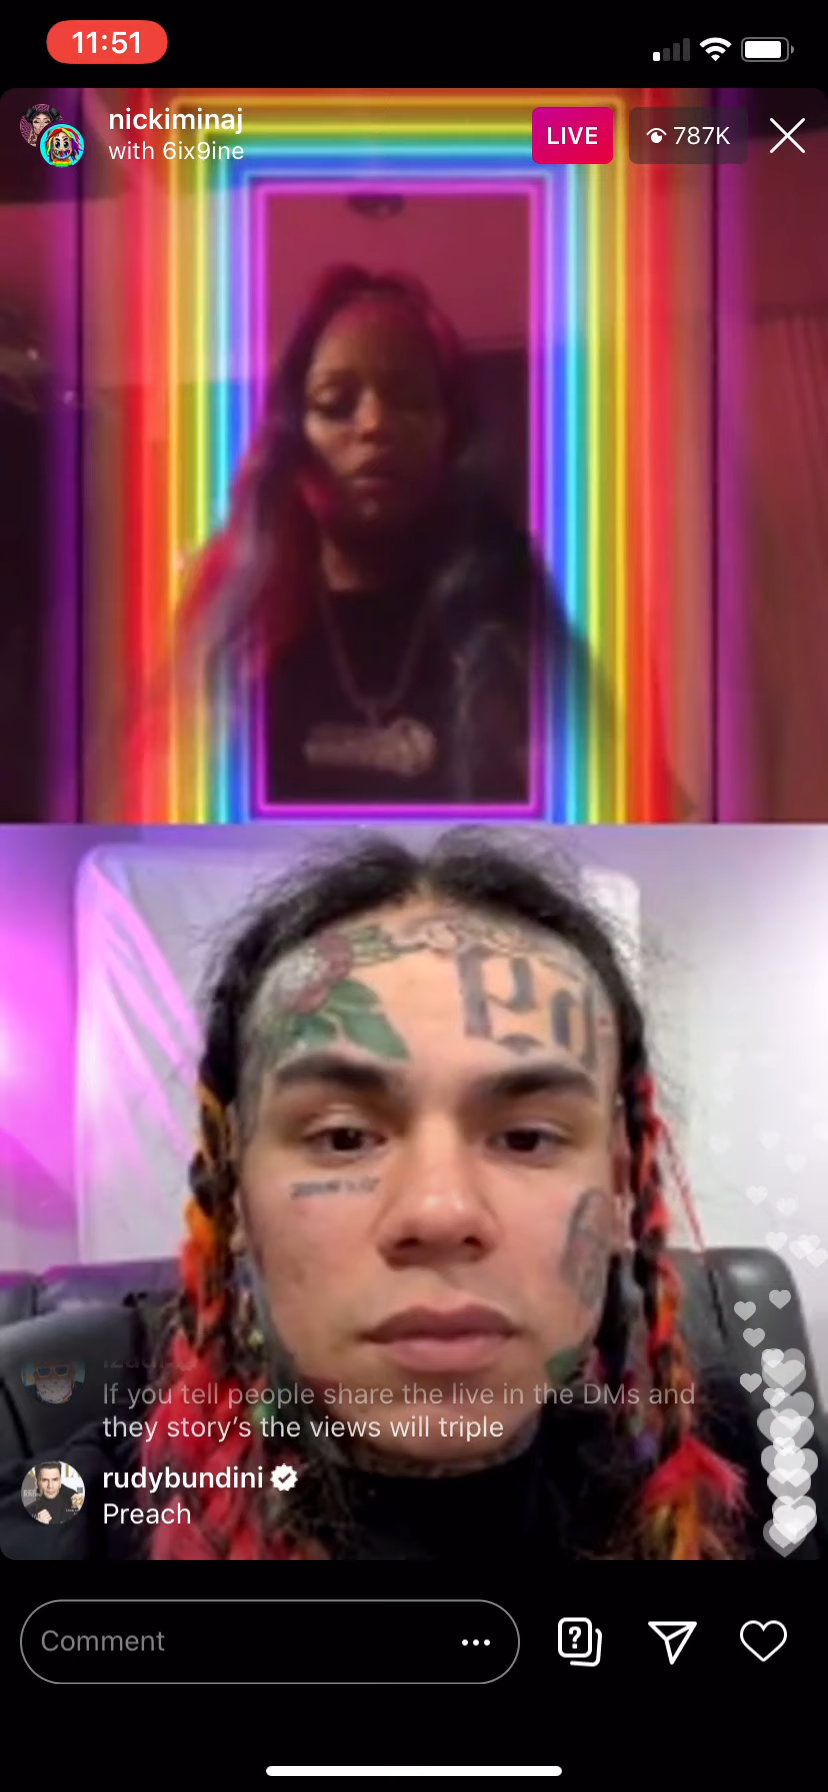 11:51
nickiminaj
with 6ix9ine
LIVE
787K
If you tell people share the live in the DMs and
they story's the views will triple
rudybundini
Preach
Comment